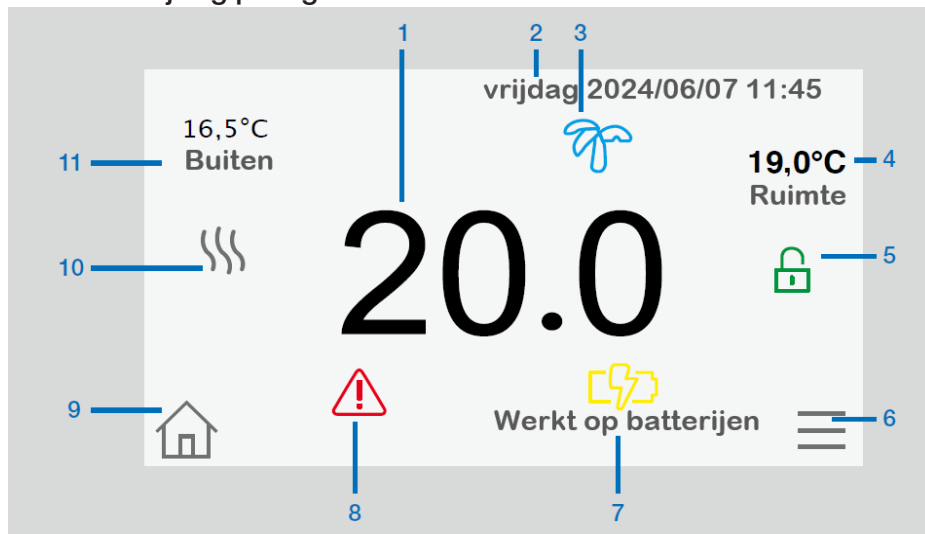 1 2 3
vrijdag 2024/06/07 11:45
16,5°C
11 Buiten
19,0°C 4
Ruimte
20.0
5
10
9
Werkt op batterijen
6
8 7